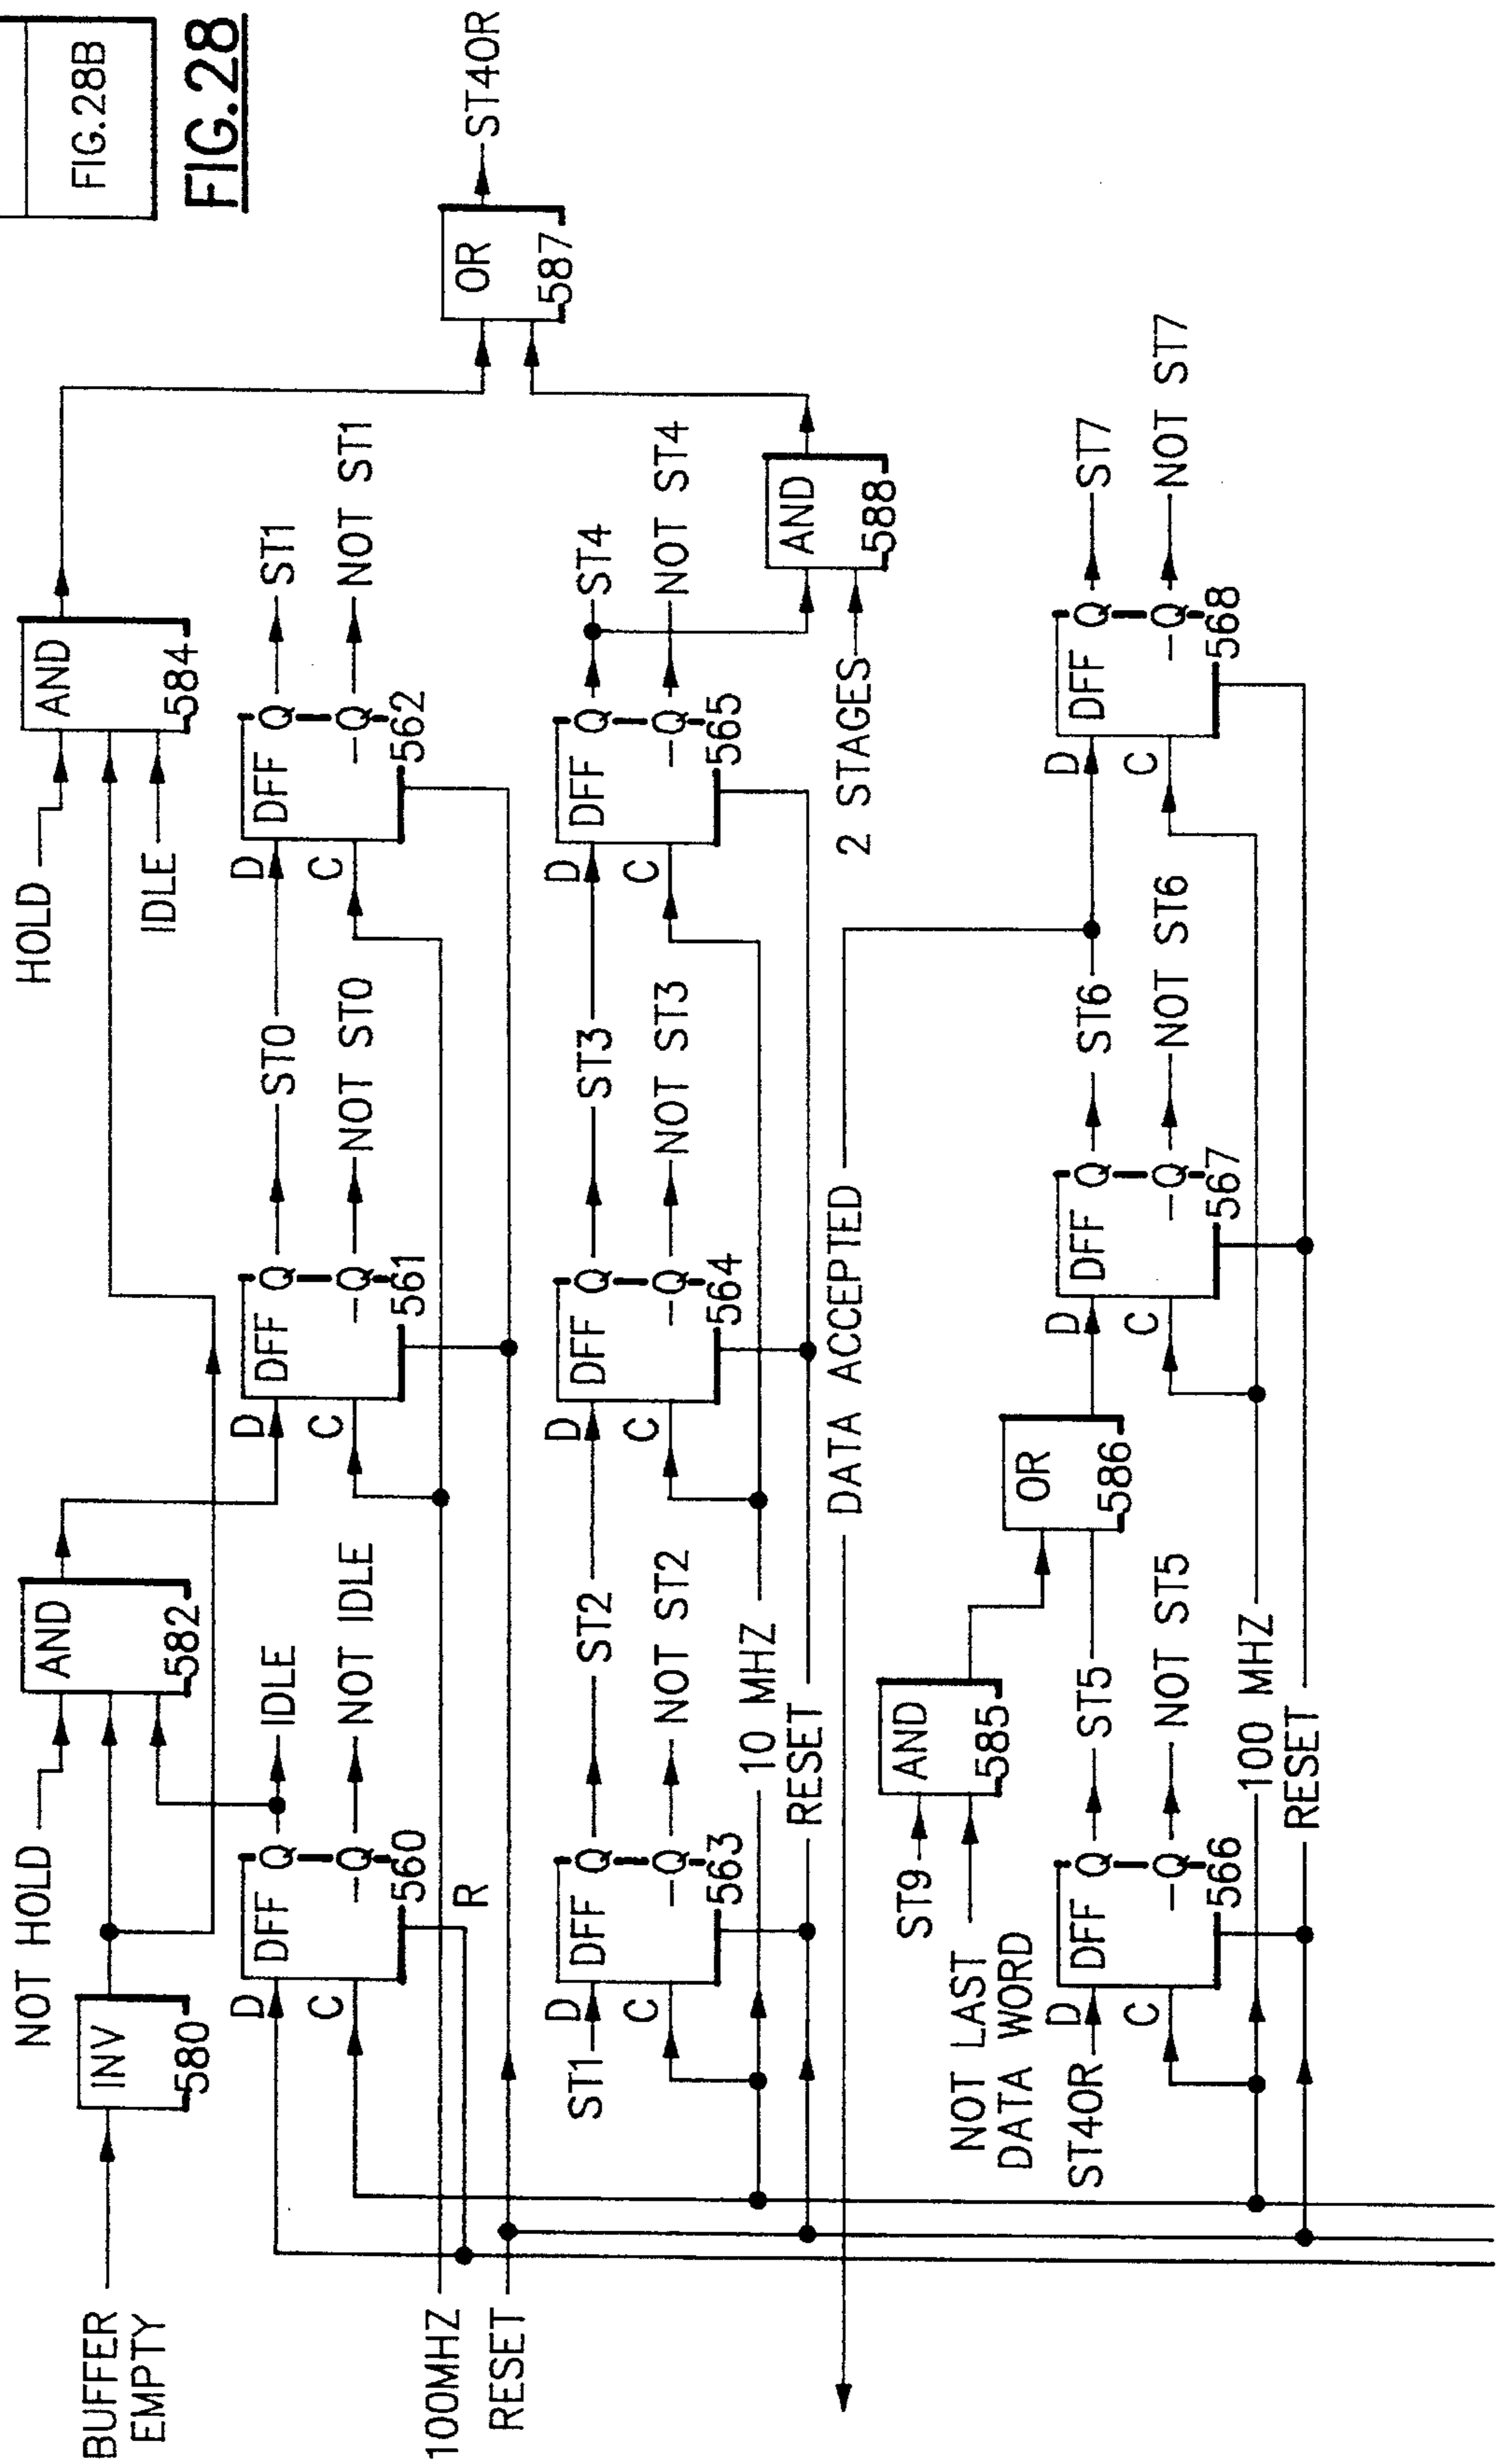 FIG.28B
FIG.28
BUFFER
EMPTY
INV
580
NOT HOLD
AND
582
HOLD
IDLE
AND
584
D
C
DFF
Q
-Q
560
R
IDLE
NOT IDLE
D
C
DFF
Q
-Q
561
ST0
NOT ST0
D
C
DFF
Q
-Q
562
ST1
NOT ST1
OR
587
ST4OR
100MHZ
RESET
ST1
D
C
DFF
Q
-Q
563
ST2
NOT ST2
D
C
DFF
Q
-Q
564
ST3
NOT ST3
D
C
DFF
Q
-Q
565
ST4
NOT ST4
10 MHZ
RESET
2 STAGES
AND
588
DATA ACCEPTED
ST9
NOT LAST
DATA WORD
AND
585
OR
586
ST4OR
D
C
DFF
Q
-Q
566
ST5
NOT ST5
D
C
DFF
Q
-Q
567
ST6
NOT ST6
D
C
DFF
Q
-Q
568
ST7
NOT ST7
100 MHZ
RESET